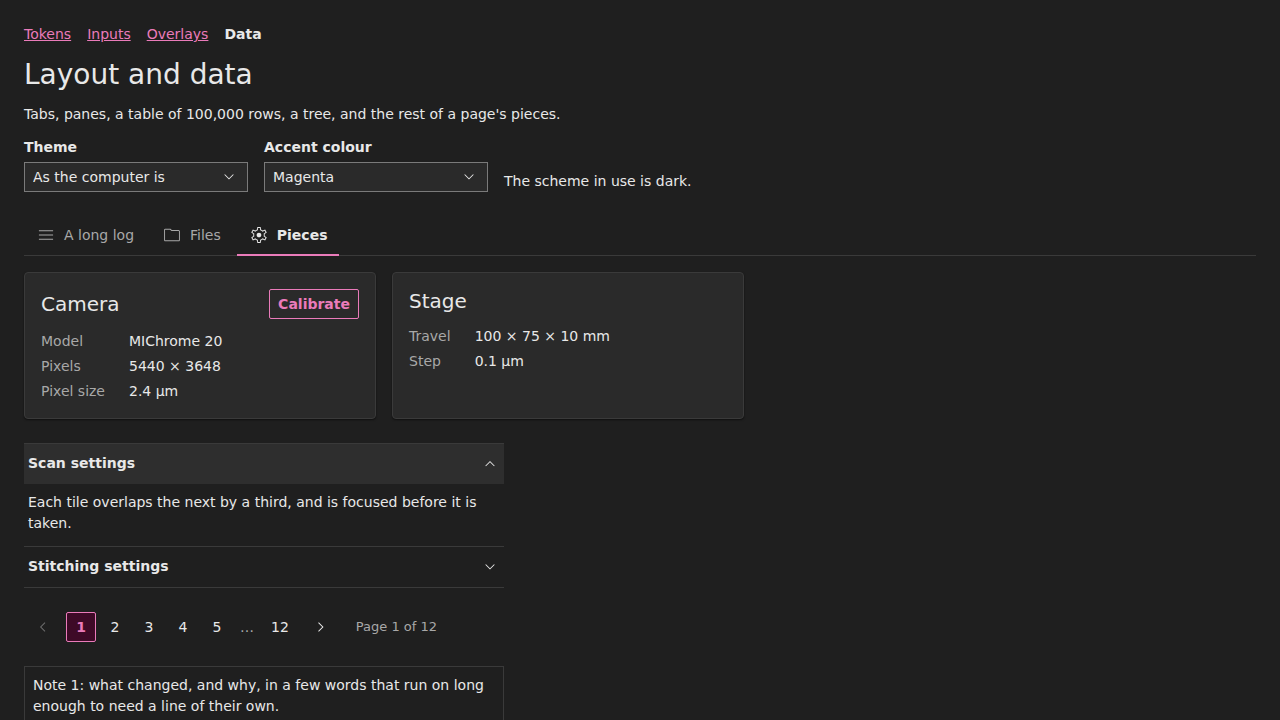 Tokens Inputs Overlays Data
Layout and data
Tabs, panes, a table of 100,000 rows, a tree, and the rest of a page's pieces.
Theme Accent colour
As the computer is Magenta The scheme in use is dark.
A long log Files Pieces
Camera Calibrate
Model MIChrome 20
Pixels 5440 × 3648
Pixel size 2.4 µm
Stage
Travel 100 × 75 × 10 mm
Step 0.1 µm
Scan settings
Each tile overlaps the next by a third, and is focused before it is
taken.
Stitching settings
1 2 3 4 5 … 12 Page 1 of 12
Note 1: what changed, and why, in a few words that run on long
enough to need a line of their own.